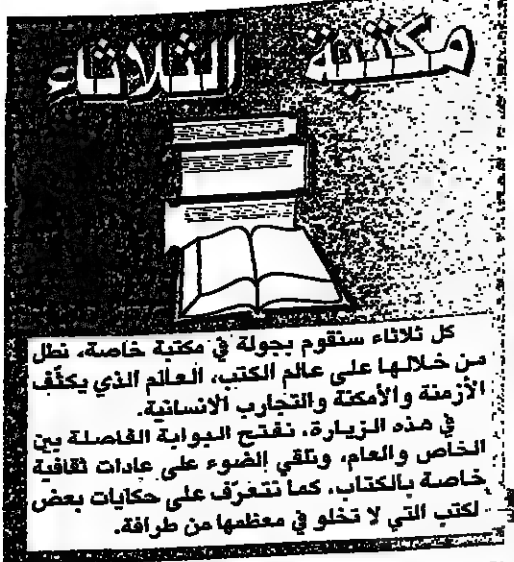 مكتبة الثلاثاء
كل ثلاثاء سنقوم بجولة في مكتبة خاصة، نطل
من خلالها على عالم الكتب، العالم الذي يكثّف
الأزمنة والأمكنة والتجارب الانسانية.
في هذه الزيارة، نفتح البوابة الفاصلة بين
الخاص والعام، ونلقي الضوء على عادات ثقافية
خاصة بالكتاب، كما نتعرّف على حكايات بعض
لكتب التي لا تخلو في معظمها من طرافة.